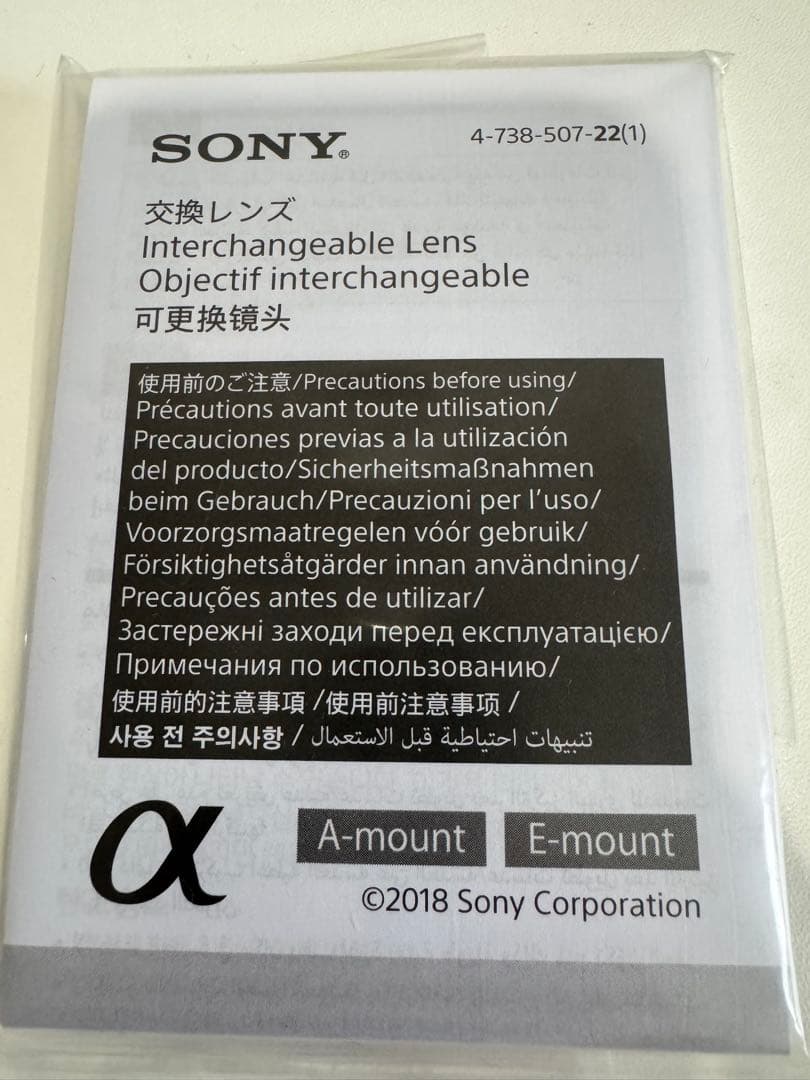 SONY®
4-738-507-22(1)
交換レンズ
Interchangeable Lens
Objectif interchangeable
可更换镜头
使用前のご注意/Precautions before using/
Précautions avant toute utilisation/
Precauciones previas a la utilización
del producto/Sicherheitsmaßnahmen
beim Gebrauch/Precauzioni per l'uso/
Voorzorgsmaatregelen vóór gebruik/
Försiktighetsåtgärder innan användning/
Precauções antes de utilizar/
Застережні заходи перед експлуатацією/
Примечания по использованию/
使用前的注意事項 /使用前注意事项 /
사용 전 주의사항 / تنبيهات احتياطية قبل الاستعمال
α
A-mount E-mount
©2018 Sony Corporation